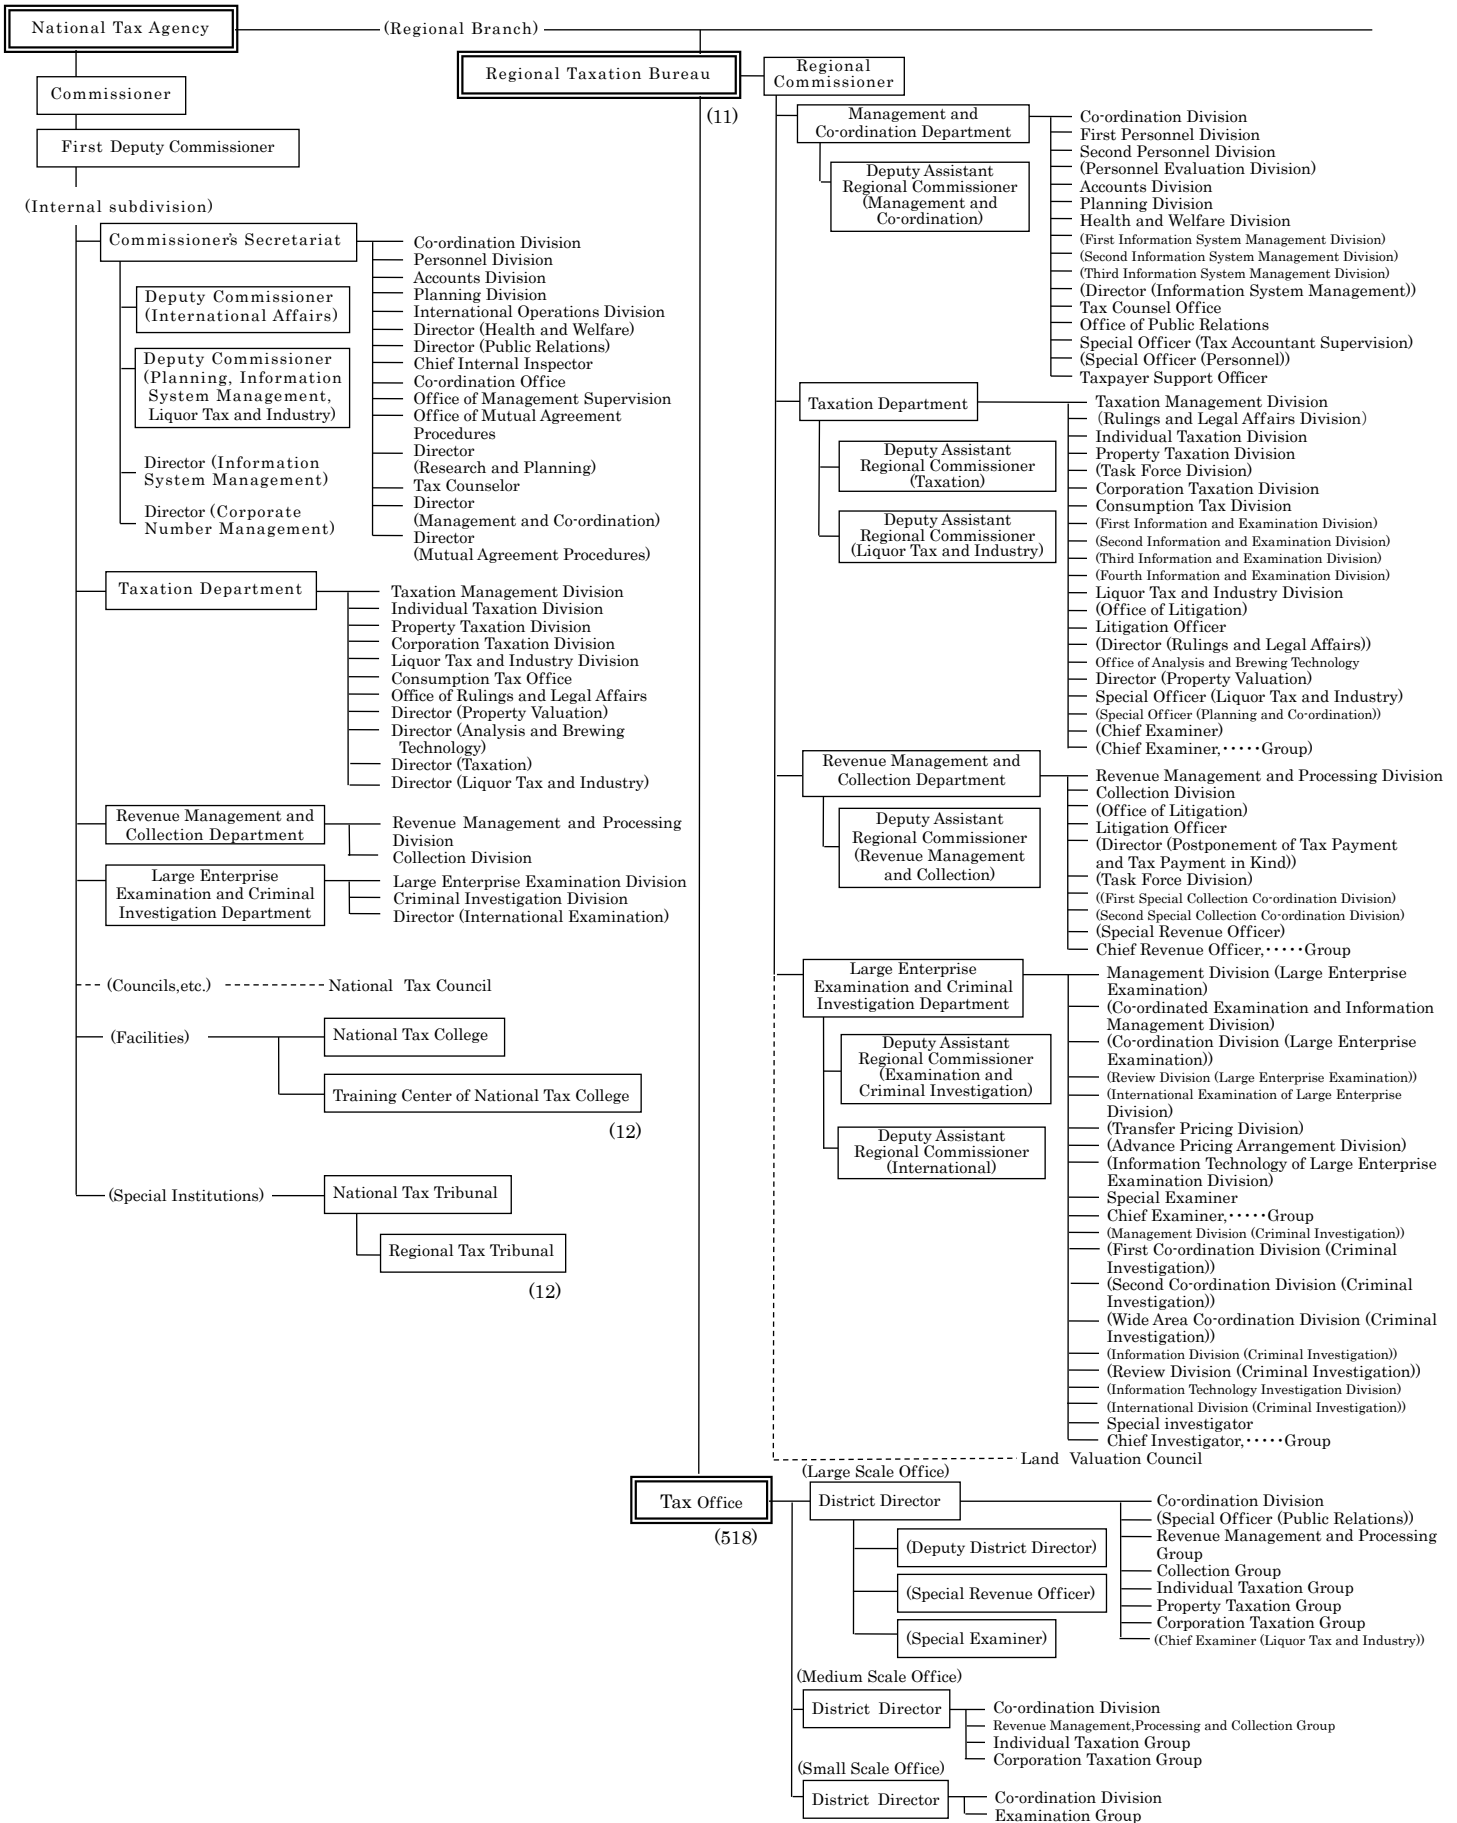 National Tax Agency
(Regional Branch)
Commissioner
First Deputy Commissioner
(Internal subdivision)
Commissioner's Secretariat
Deputy Commissioner
(International Affairs)
Deputy Commissioner
(Planning, Information
System Management,
Liquor Tax and Industry)
Director (Information
System Management)
Director (Corporate
Number Management)
Co-ordination Division
Personnel Division
Accounts Division
Planning Division
International Operations Division
Director (Health and Welfare)
Director (Public Relations)
Chief Internal Inspector
Co-ordination Office
Office of Management Supervision
Office of Mutual Agreement
Procedures
Director
(Research and Planning)
Tax Counselor
Director
(Management and Co-ordination)
Director
(Mutual Agreement Procedures)
Taxation Department
Taxation Management Division
Individual Taxation Division
Property Taxation Division
Corporation Taxation Division
Liquor Tax and Industry Division
Consumption Tax Office
Office of Rulings and Legal Affairs
Director (Property Valuation)
Director (Analysis and Brewing
Technology)
Director (Taxation)
Director (Liquor Tax and Industry)
Revenue Management and
Collection Department
Revenue Management and Processing
Division
Collection Division
Large Enterprise
Examination and Criminal
Investigation Department
Large Enterprise Examination Division
Criminal Investigation Division
Director (International Examination)
(Councils,etc.)
National Tax Council
(Facilities)
National Tax College
Training Center of National Tax College
(12)
(Special Institutions)
National Tax Tribunal
Regional Tax Tribunal
(12)
Regional Taxation Bureau
(11)
Regional
Commissioner
Management and
Co-ordination Department
Deputy Assistant
Regional Commissioner
(Management and
Co-ordination)
Co-ordination Division
First Personnel Division
Second Personnel Division
(Personnel Evaluation Division)
Accounts Division
Planning Division
Health and Welfare Division
(First Information System Management Division)
(Second Information System Management Division)
(Third Information System Management Division)
(Director (Information System Management))
Tax Counsel Office
Office of Public Relations
Special Officer (Tax Accountant Supervision)
(Special Officer (Personnel))
Taxpayer Support Officer
Taxation Department
Deputy Assistant
Regional Commissioner
(Taxation)
Deputy Assistant
Regional Commissioner
(Liquor Tax and Industry)
Taxation Management Division
(Rulings and Legal Affairs Division)
Individual Taxation Division
Property Taxation Division
(Task Force Division)
Corporation Taxation Division
Consumption Tax Division
(First Information and Examination Division)
(Second Information and Examination Division)
(Third Information and Examination Division)
(Fourth Information and Examination Division)
Liquor Tax and Industry Division
(Office of Litigation)
Litigation Officer
(Director (Rulings and Legal Affairs))
Office of Analysis and Brewing Technology
Director (Property Valuation)
Special Officer (Liquor Tax and Industry)
(Special Officer (Planning and Co-ordination))
(Chief Examiner)
(Chief Examiner,・・・・・Group)
Revenue Management and
Collection Department
Deputy Assistant
Regional Commissioner
(Revenue Management
and Collection)
Revenue Management and Processing Division
Collection Division
(Office of Litigation)
Litigation Officer
(Director (Postponement of Tax Payment
and Tax Payment in Kind))
(Task Force Division)
((First Special Collection Co-ordination Division)
(Second Special Collection Co-ordination Division)
(Special Revenue Officer)
Chief Revenue Officer,・・・・・Group
Large Enterprise
Examination and Criminal
Investigation Department
Deputy Assistant
Regional Commissioner
(Examination and
Criminal Investigation)
Deputy Assistant
Regional Commissioner
(International)
Management Division (Large Enterprise
Examination)
(Co-ordinated Examination and Information
Management Division)
(Co-ordination Division (Large Enterprise
Examination))
(Review Division (Large Enterprise Examination))
(International Examination of Large Enterprise
Division)
(Transfer Pricing Division)
(Advance Pricing Arrangement Division)
(Information Technology of Large Enterprise
Examination Division)
Special Examiner
Chief Examiner,・・・・・Group
(Management Division (Criminal Investigation))
(First Co-ordination Division (Criminal
Investigation))
(Second Co-ordination Division (Criminal
Investigation))
(Wide Area Co-ordination Division (Criminal
Investigation))
(Information Division (Criminal Investigation))
(Review Division (Criminal Investigation))
(Information Technology Investigation Division)
(International Division (Criminal Investigation))
Special investigator
Chief Investigator,・・・・・Group
Land Valuation Council
Tax Office
(518)
(Large Scale Office)
District Director
(Deputy District Director)
(Special Revenue Officer)
(Special Examiner)
Co-ordination Division
(Special Officer (Public Relations))
Revenue Management and Processing
Group
Collection Group
Individual Taxation Group
Property Taxation Group
Corporation Taxation Group
(Chief Examiner (Liquor Tax and Industry))
(Medium Scale Office)
District Director
Co-ordination Division
Revenue Management,Processing and Collection Group
Individual Taxation Group
Corporation Taxation Group
(Small Scale Office)
District Director
Co-ordination Division
Examination Group